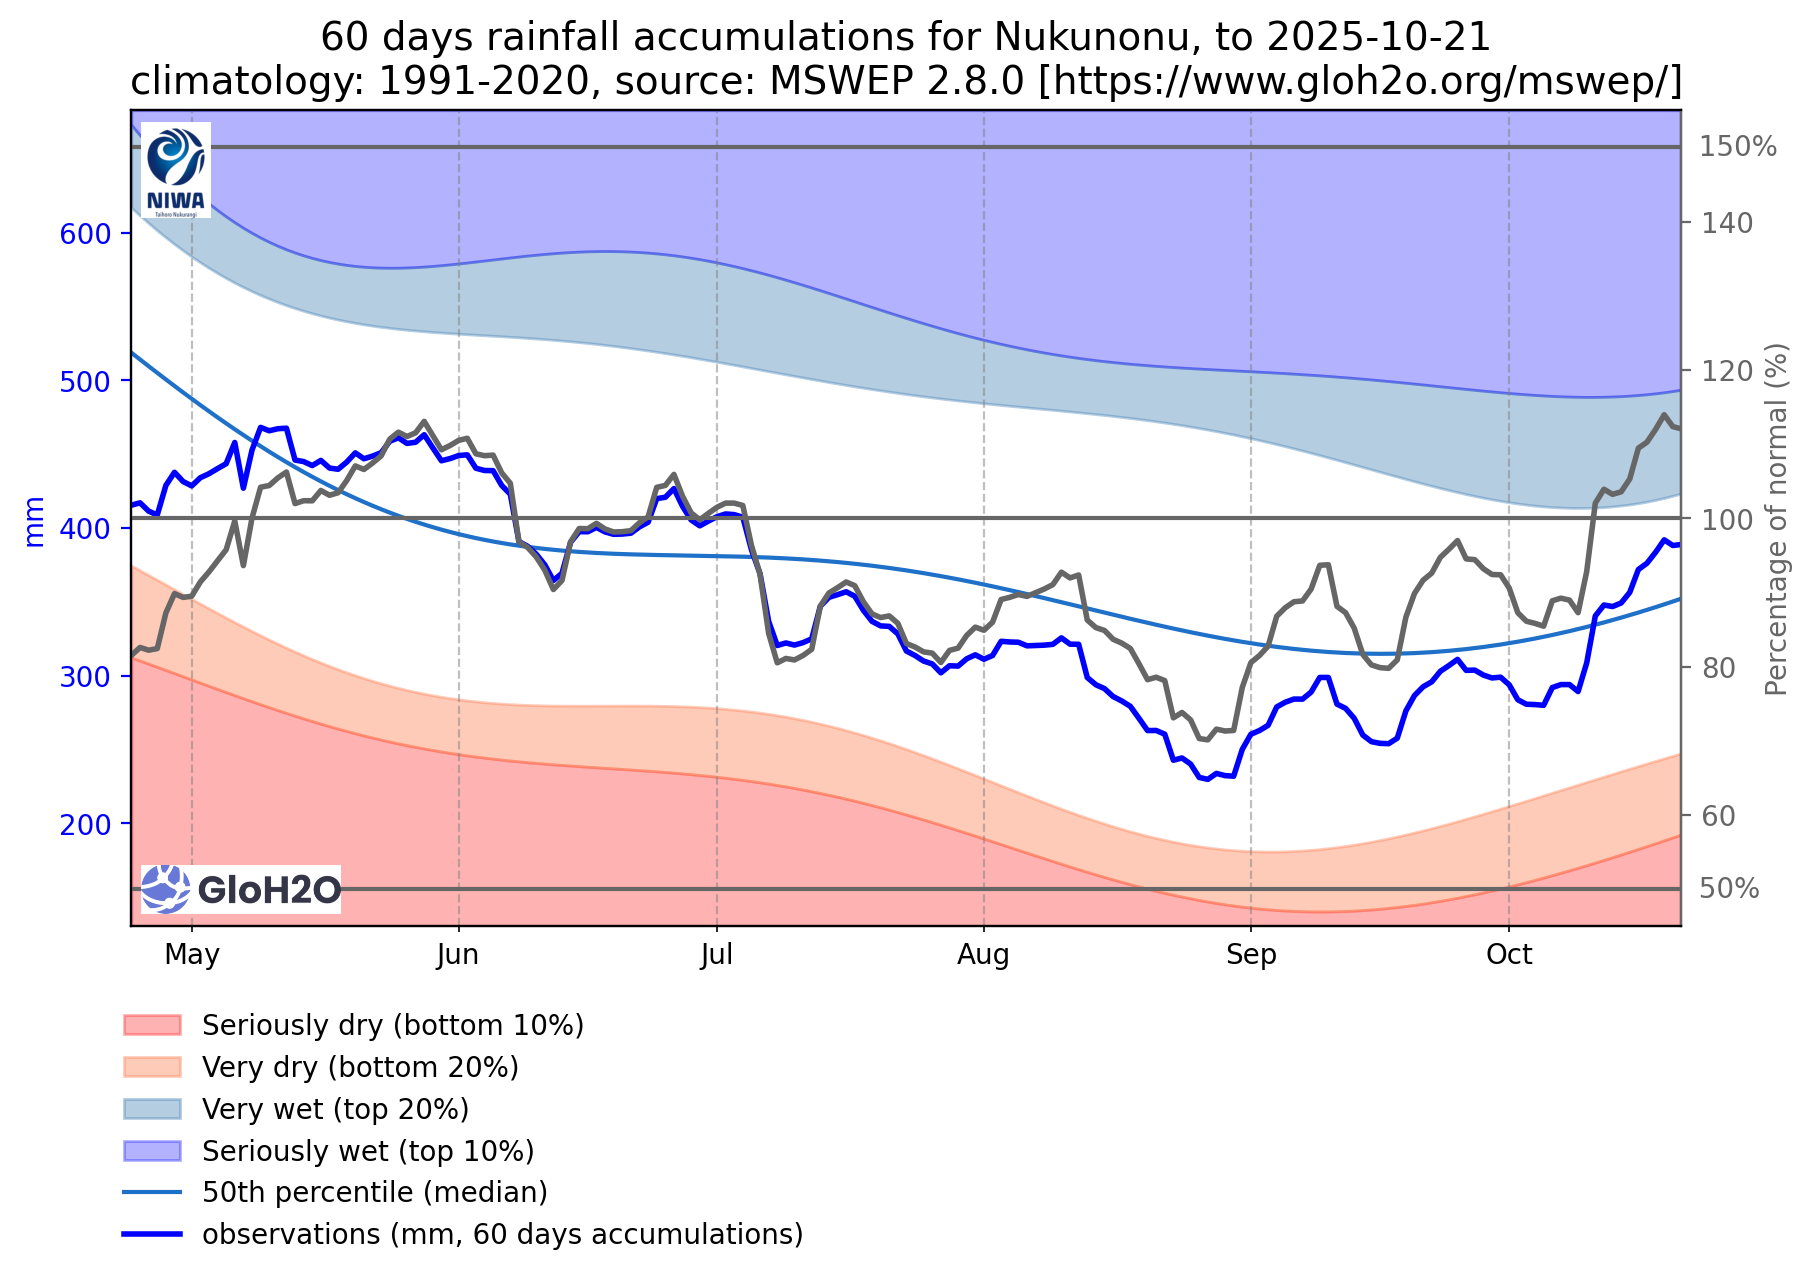 60 days rainfall accumulations for Nukunonu, to 2025-10-21
climatology: 1991-2020, source: MSWEP 2.8.0 [https://www.gloh2o.org/mswep/]
NIWA
Taihoro Nukurangi
600
500
400
300
200
mm
150%
140
120
100
80
60
50%
Percentage of normal (%)
GloH2O
May
Jun
Jul
Aug
Sep
Oct
Seriously dry (bottom 10%)
Very dry (bottom 20%)
Very wet (top 20%)
Seriously wet (top 10%)
50th percentile (median)
observations (mm, 60 days accumulations)